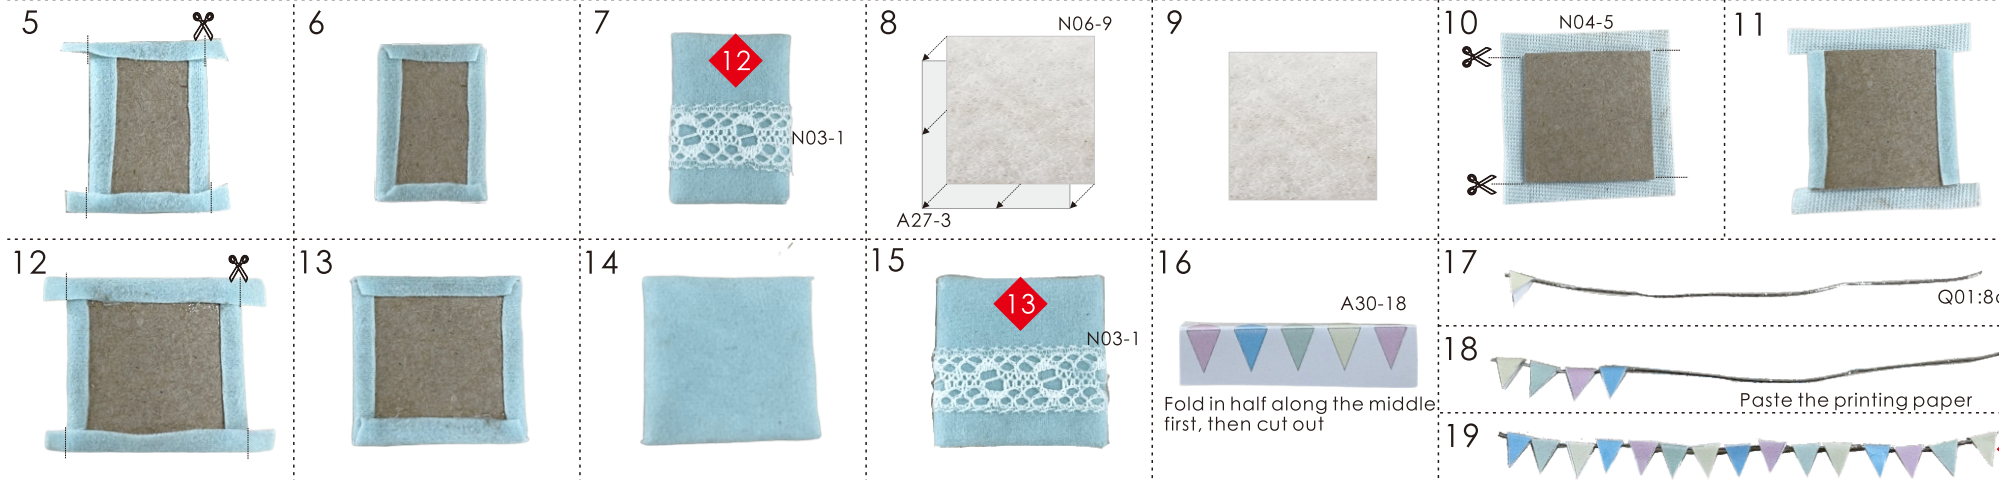 5
6
7
12
N03-1
8
N06-9
A27-3
9
10
N04-5
11
12
13
14
15
13
N03-1
16
A30-18
Fold in half along the middle
first, then cut out
17
Q01:8
18
Paste the printing paper
19